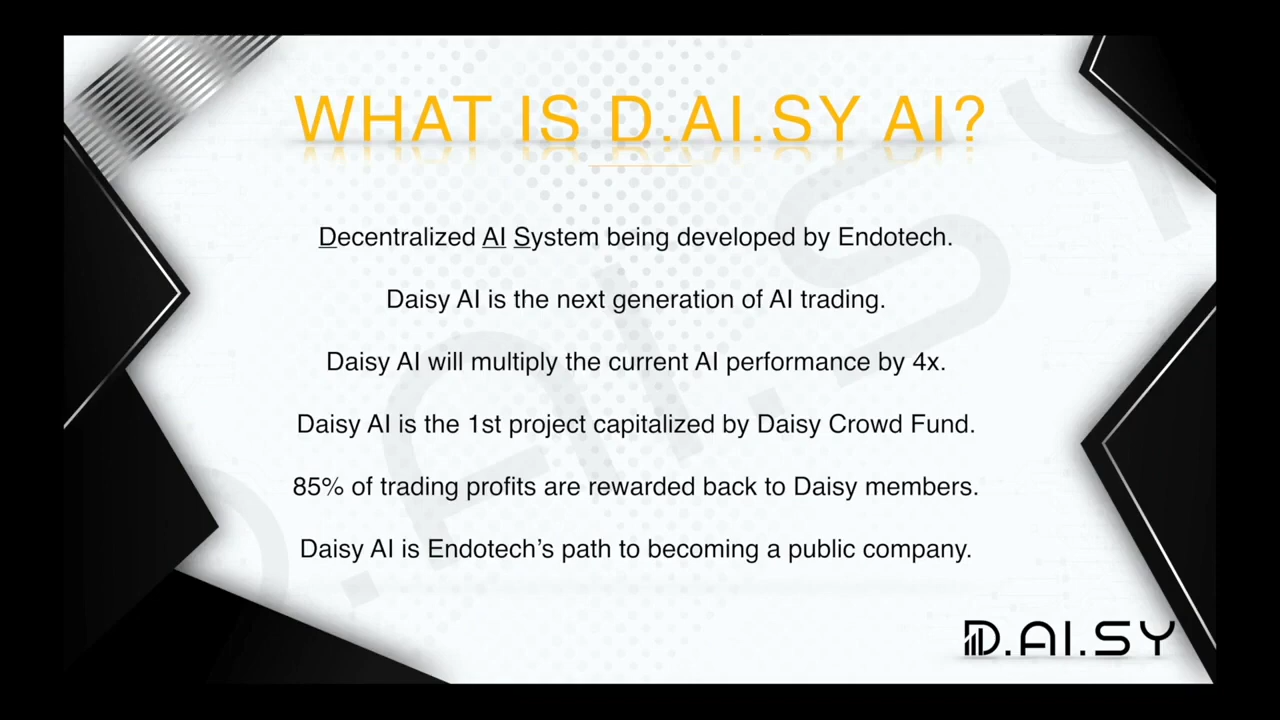 WHAT IS D.AI.SY AI?
Decentralized AI System being developed by Endotech.
Daisy AI is the next generation of AI trading.
Daisy AI will multiply the current AI performance by 4x.
Daisy AI is the 1st project capitalized by Daisy Crowd Fund.
85% of trading profits are rewarded back to Daisy members.
Daisy AI is Endotech’s path to becoming a public company.
D.AI.SY
D.AI.SY